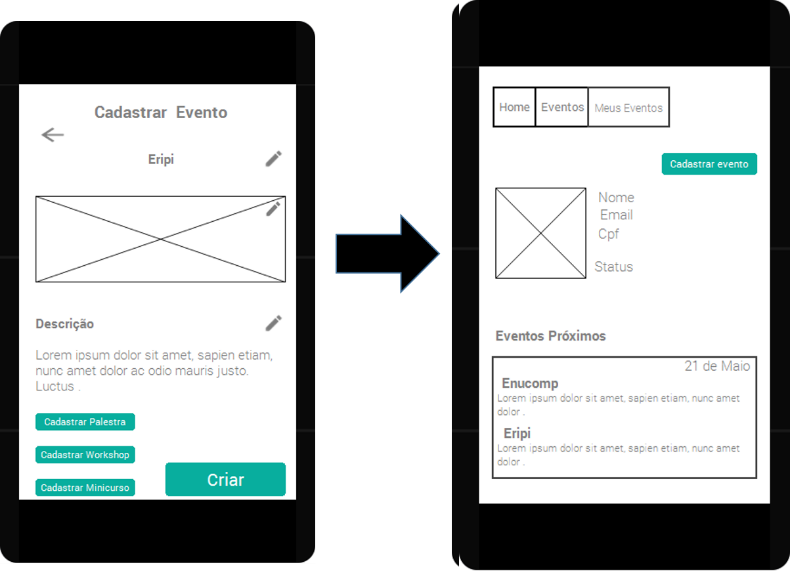 Cadastrar Evento
Eripi
Descrição
Lorem ipsum dolor sit amet, sapien etiam,
nunc amet dolor ac odio mauris justo.
Luctus .
Cadastrar Palestra
Cadastrar Workshop
Cadastrar Minicurso
Criar
Home
Eventos
Meus Eventos
Cadastrar evento
Nome
Email
Cpf
Status
Eventos Próximos
21 de Maio
Enucomp
Lorem ipsum dolor sit amet, sapien etiam, nunc amet
dolor .
Eripi
Lorem ipsum dolor sit amet, sapien etiam, nunc amet
dolor .